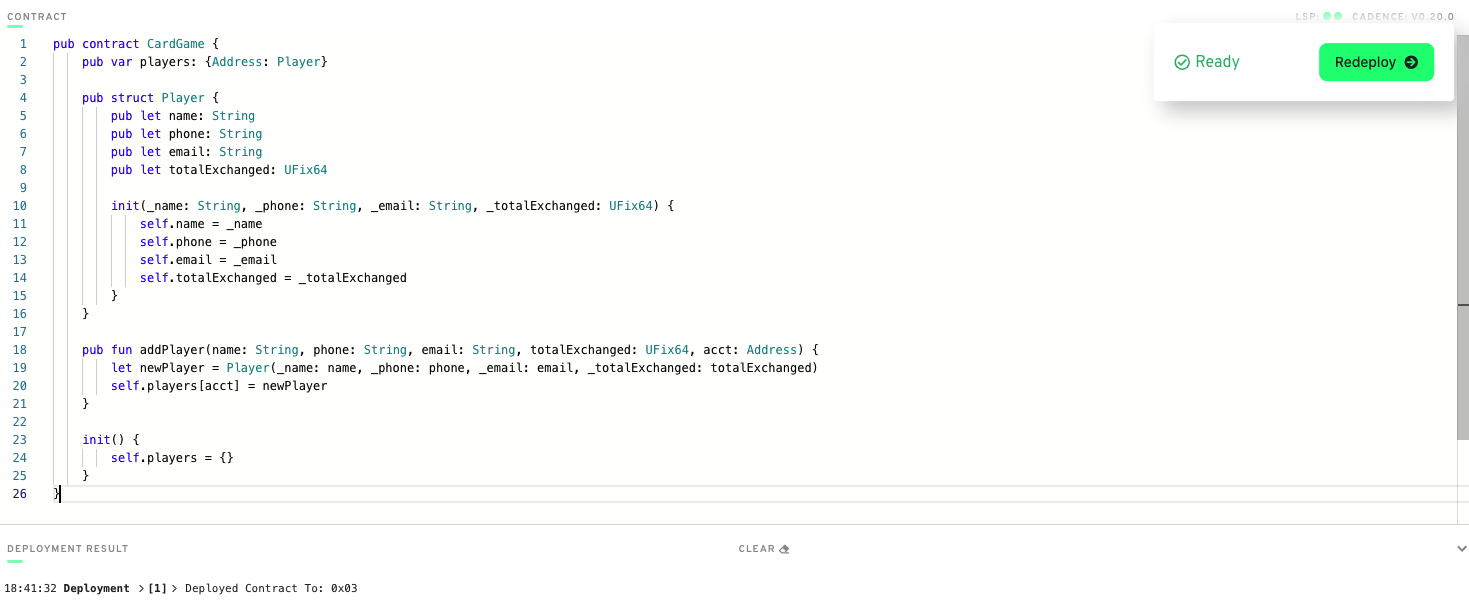 CONTRACT
LSP: CADENCE: V0.20.0
Ready
Redeploy
1 pub contract CardGame {
2     pub var players: {Address: Player}
3
4     pub struct Player {
5         pub let name: String
6         pub let phone: String
7         pub let email: String
8         pub let totalExchanged: UFix64
9
10         init(_name: String, _phone: String, _email: String, _totalExchanged: UFix64) {
11             self.name = _name
12             self.phone = _phone
13             self.email = _email
14             self.totalExchanged = _totalExchanged
15         }
16     }
17
18     pub fun addPlayer(name: String, phone: String, email: String, totalExchanged: UFix64, acct: Address) {
19         let newPlayer = Player(_name: name, _phone: phone, _email: email, _totalExchanged: totalExchanged)
20         self.players[acct] = newPlayer
21     }
22
23     init() {
24         self.players = {}
25     }
26 }
DEPLOYMENT RESULT
CLEAR
18:41:32 Deployment > [1] > Deployed Contract To: 0x03